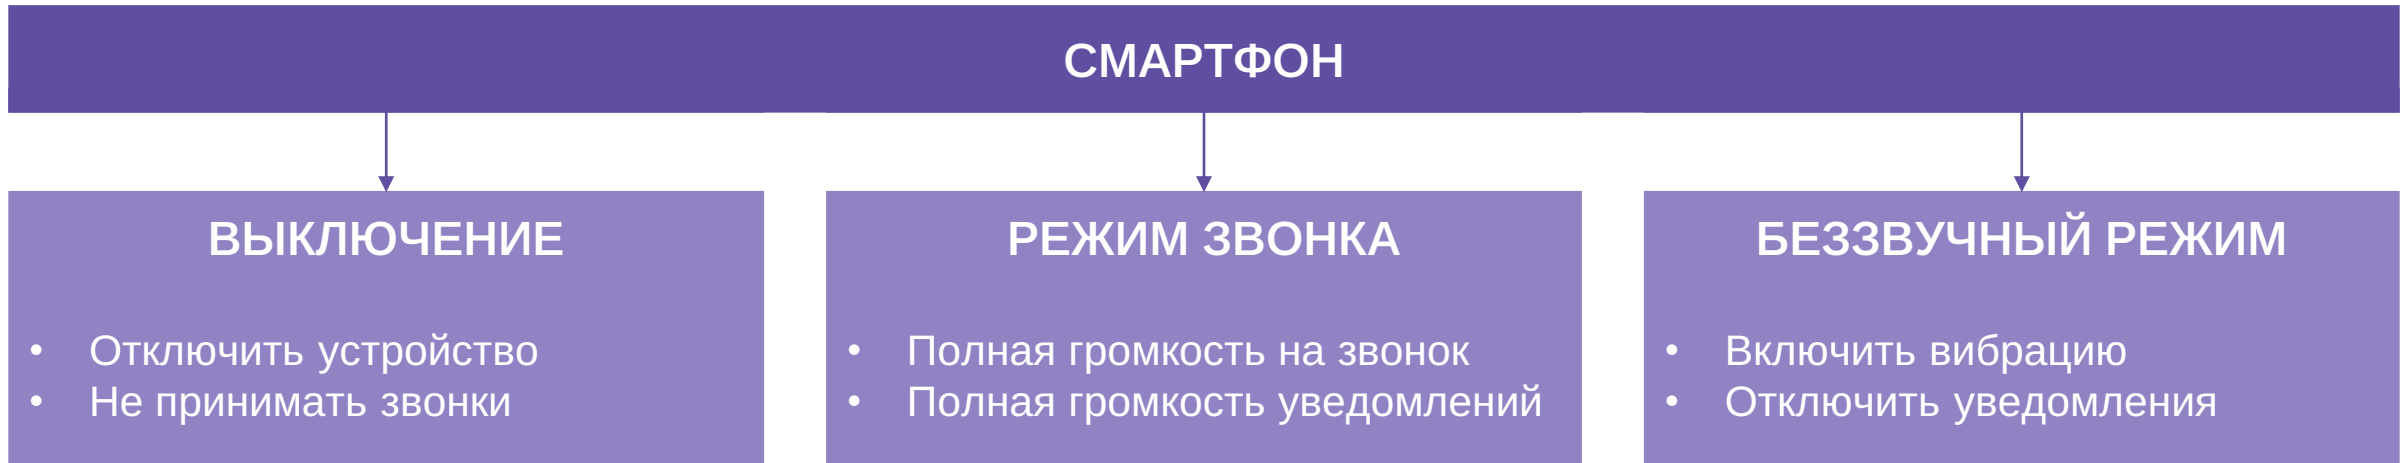 СМАРТФОН
ВЫКЛЮЧЕНИЕ
• Отключить устройство
• Не принимать звонки
РЕЖИМ ЗВОНКА
• Полная громкость на звонок
• Полная громкость уведомлений
БЕЗЗВУЧНЫЙ РЕЖИМ
• Включить вибрацию
• Отключить уведомления